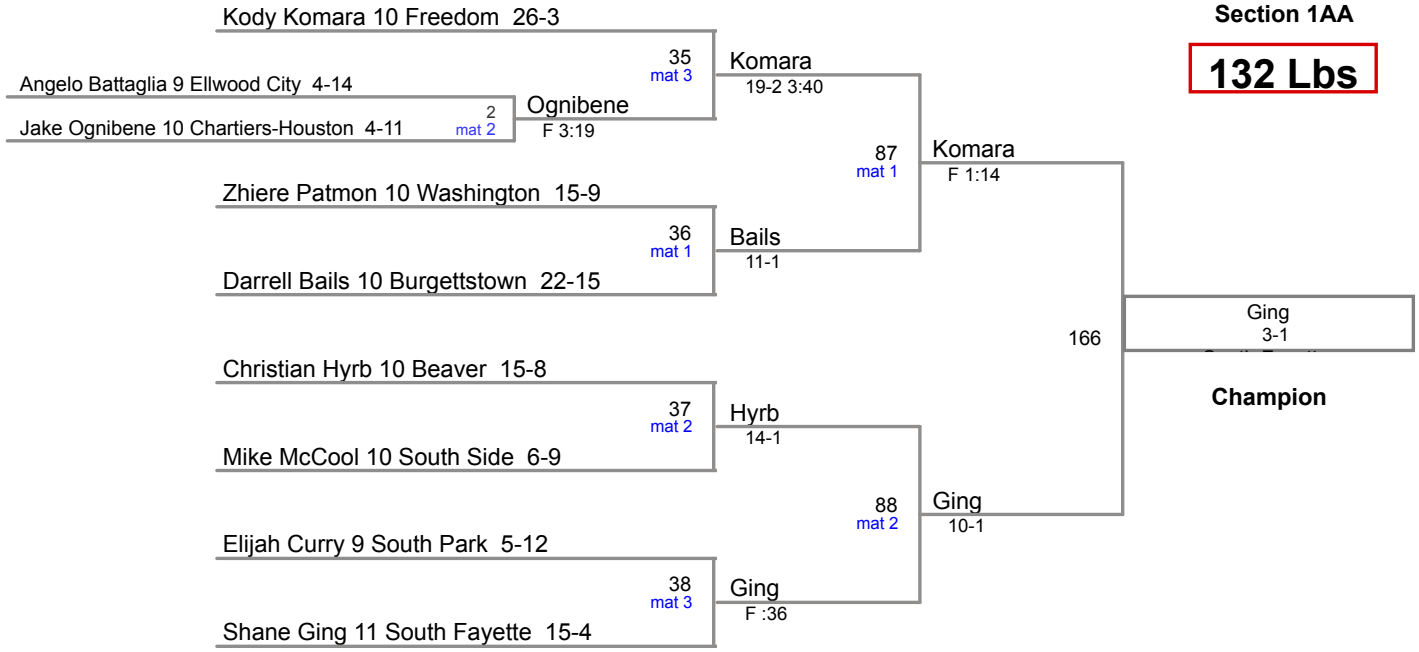 Section 1AA
132 Lbs
Kody Komara 10 Freedom 26-3
35
mat 3
Komara
19-2 3:40
Angelo Battaglia 9 Ellwood City 4-14
2
mat 2
Ognibene
F 3:19
Jake Ognibene 10 Chartiers-Houston 4-11
87
mat 1
Komara
F 1:14
Zhiere Patmon 10 Washington 15-9
36
mat 1
Bails
11-1
Darrell Bails 10 Burgettstown 22-15
166
Ging
3-1
Champion
Christian Hyrb 10 Beaver 15-8
37
mat 2
Hyrb
14-1
Mike McCool 10 South Side 6-9
88
mat 2
Ging
10-1
Elijah Curry 9 South Park 5-12
38
mat 3
Ging
F :36
Shane Ging 11 South Fayette 15-4